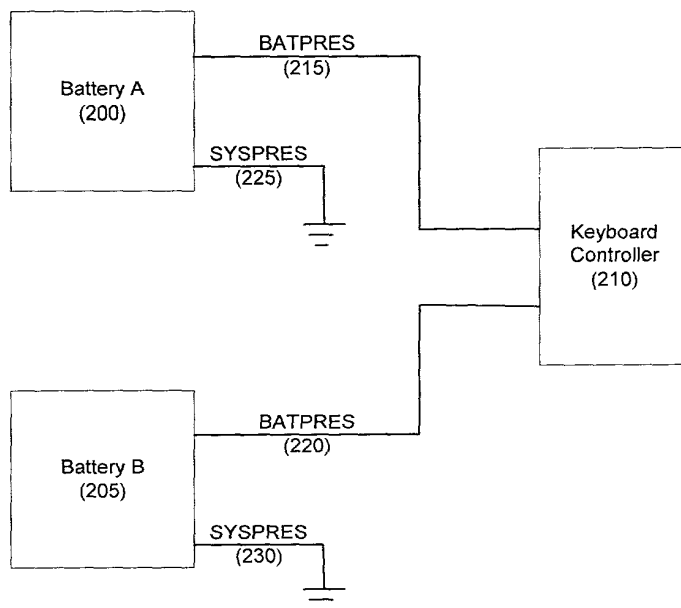 BATPRES
(215)
Battery A
(200)
SYSPRES
(225)
Keyboard
Controller
(210)
BATPRES
(220)
Battery B
(205)
SYSPRES
(230)